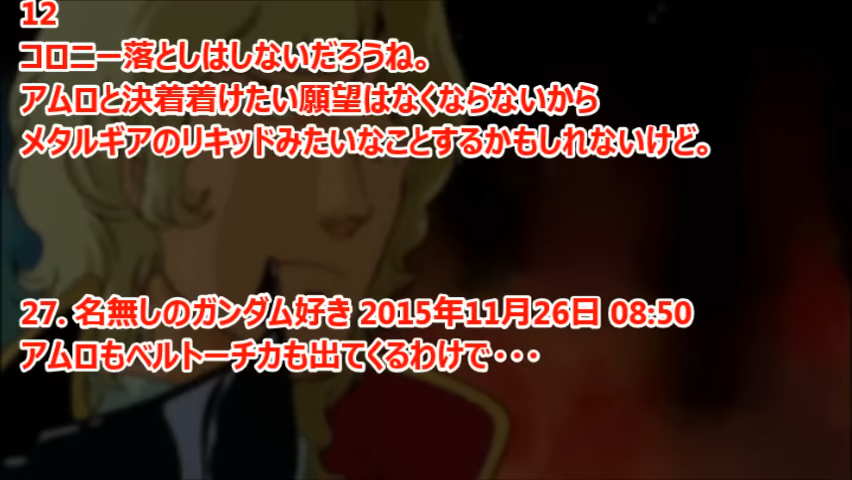 12
コロニー落としはしないだろうね。
アムロと決着着けたい願望はなくならないから
メタルギアのリキッドみたいなことするかもしれないけど。
27. 名無しのガンダム好き 2015年11月26日 08:50
アムロもベルトーチカも出てくるわけで・・・